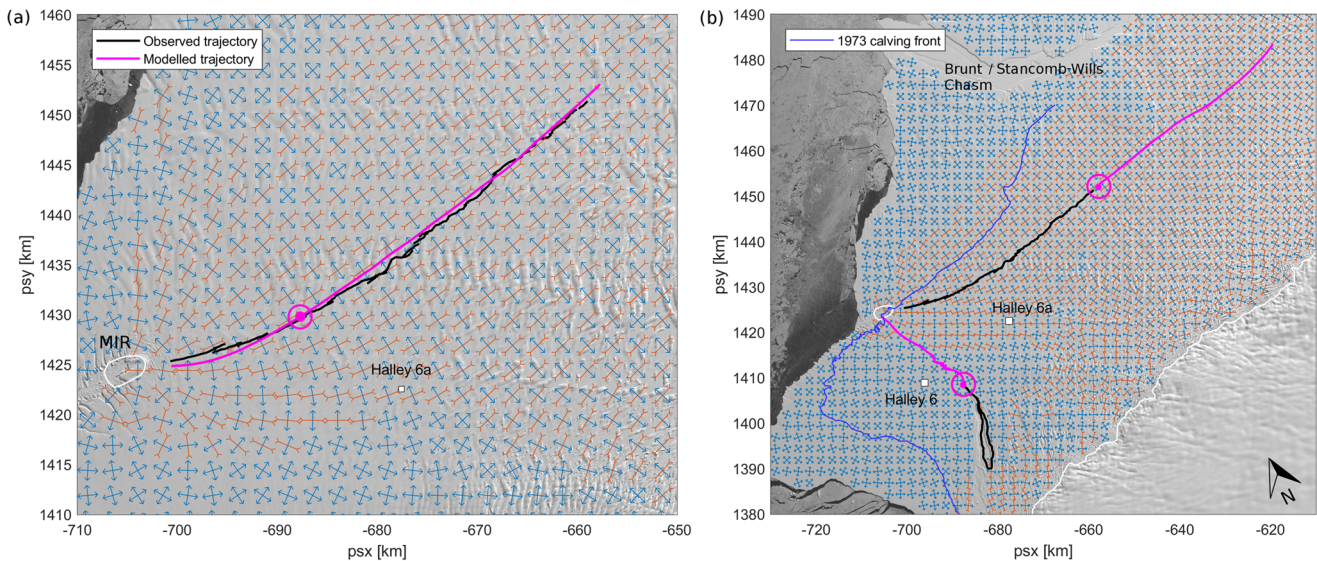 (a)
psy [km]
1460
1455
1450
1445
1440
1435
1430
1425
1420
1415
1410
Observed trajectory
Modelled trajectory
MIR
Halley 6a
-710
-700
-690
-680
-670
-660
-650
psx [km]
(b)
psy [km]
1490
1480
1470
1460
1450
1440
1430
1420
1410
1400
1390
1380
1973 calving front
Brunt / Stancomb-Wills
Chasm
Halley 6a
Halley 6
N
-720
-700
-680
-660
-640
-620
psx [km]